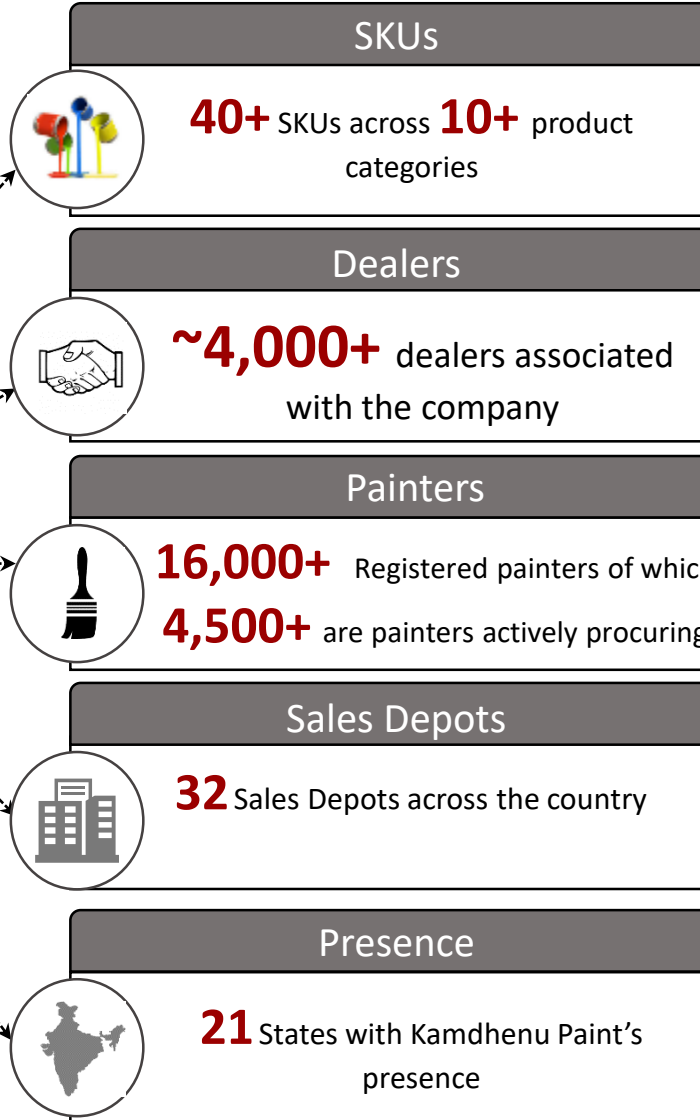 SKUs
40+ SKUs across 10+ product
categories
Dealers
~4,000+ dealers associated
with the company
Painters
16,000+ Registered painters of whic
4,500+ are painters actively procuring
Sales Depots
32 Sales Depots across the country
Presence
21 States with Kamdhenu Paint’s
presence